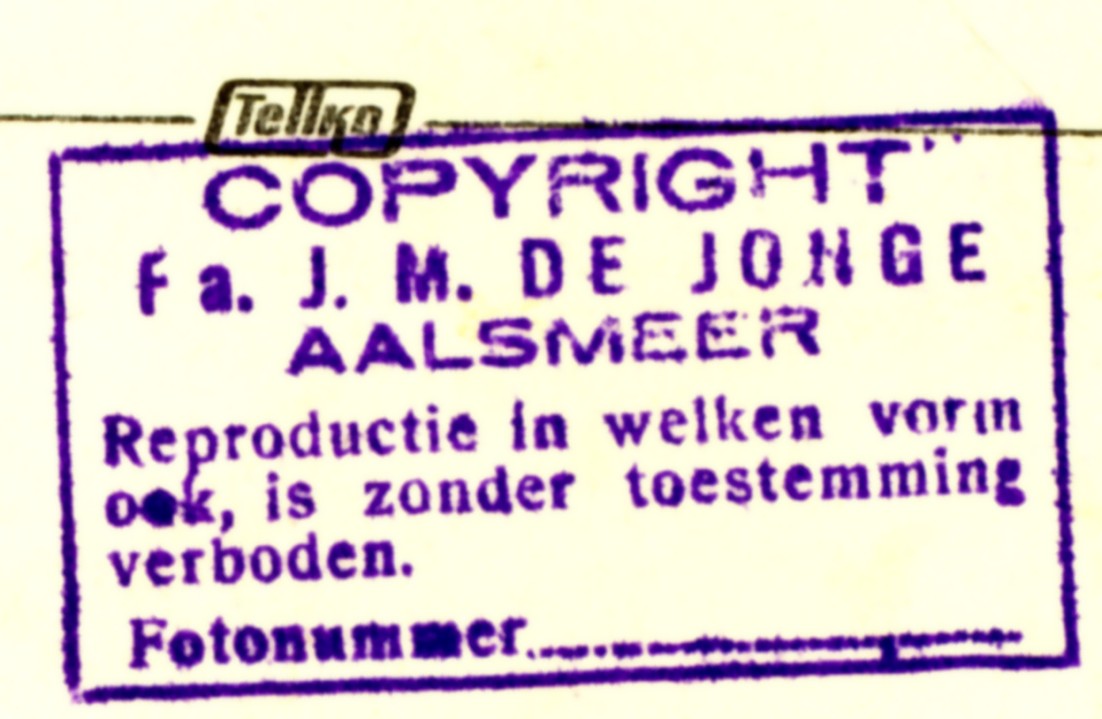 Tellko
COPYRIGHT
Fa. J. M. DE JONGE
AALSMEER
Reproductie in welken vorm
ook, is zonder toestemming
verboden.
Fotonummer